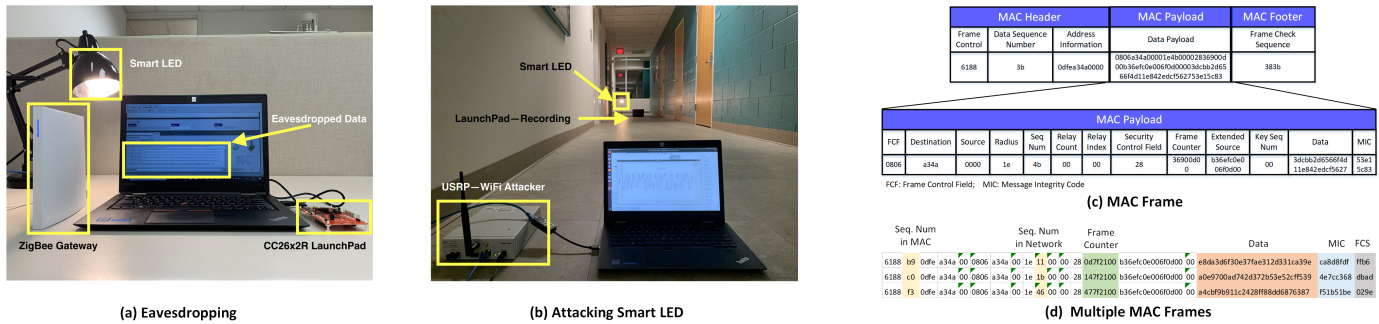 Smart LED
Eavesdropped Data
ZigBee Gateway
CC26x2R LaunchPad
(a) Eavesdropping
Smart LED
LaunchPad—Recording
USRP—WiFi Attacker
(b) Attacking Smart LED
MAC Header MAC Payload MAC Footer
Frame Control Data Sequence Number Address Information Data Payload Frame Check Sequence
6188 3b 0dfea34a0000 0806a34a00001e4b00002836900d
00b36efc0e006f0d00003dcbb2d65
66f4d11e842edcf562753e15c83 383b
MAC Payload
FCF Destination Source Radius Seq Num Relay Count Relay Index Security Control Field Frame Counter Extended Source Key Seq Num Data MIC
0806 a34a 0000 1e 4b 00 00 28 36900d00 b36efc0e006f0d00 00 3dcbb2d6566f4d11e842edcf5627 53e15c83
FCF: Frame Control Field; MIC: Message Integrity Code
(c) MAC Frame
Seq. Num in MAC Seq. Num in Network Frame Counter Data MIC FCS
6188 b9 0dfe a34a 00 00 0806 a34a 00 1e 11 00 00 28 0d7f2100 b36efc0e006f0d00 00 e8da3d6f30e37fae312d331ca39e ca8d8fdf ffb6
6188 c0 0dfe a34a 00 00 0806 a34a 00 1e 1b 00 00 28 147f2100 b36efc0e006f0d00 00 a0e9700ad742d372b53e52cff539 4e7cc368 dbad
6188 f3 0dfe a34a 00 00 0806 a34a 00 1e 46 00 00 28 477f2100 b36efc0e006f0d00 00 a4cbf9b911c2428ff88dd6876387 f51b51be 029e
(d) Multiple MAC Frames